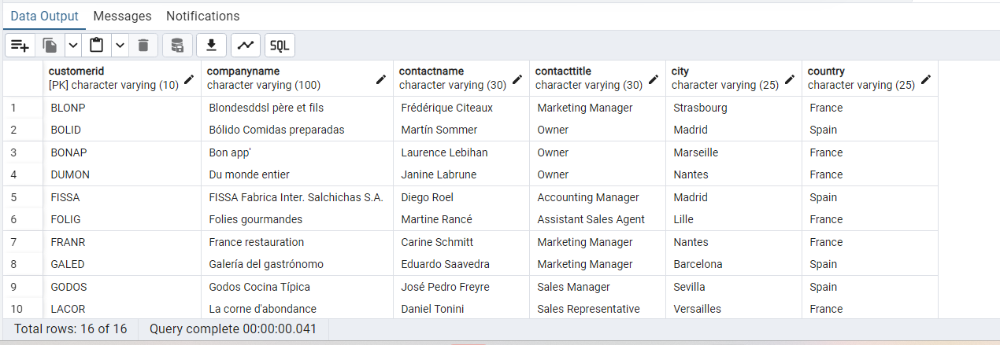 Data Output Messages Notifications
SQL
customerid companyname contactname contacttitle city country
[PK] character varying (10) character varying (100) character varying (30) character varying (30) character varying (25) character varying (25)
1 BLONP Blondesddsl père et fils Frédérique Citeaux Marketing Manager Strasbourg France
2 BOLID Bólido Comidas preparadas Martín Sommer Owner Madrid Spain
3 BONAP Bon app' Laurence Lebihan Owner Marseille France
4 DUMON Du monde entier Janine Labrune Owner Nantes France
5 FISSA FISSA Fabrica Inter. Salchichas S.A. Diego Roel Accounting Manager Madrid Spain
6 FOLIG Folies gourmandes Martine Rancé Assistant Sales Agent Lille France
7 FRANR France restauration Carine Schmitt Marketing Manager Nantes France
8 GALED Galería del gastrónomo Eduardo Saavedra Marketing Manager Barcelona Spain
9 GODOS Godos Cocina Típica José Pedro Freyre Sales Manager Sevilla Spain
10 LACOR La corne d'abondance Daniel Tonini Sales Representative Versailles France
Total rows: 16 of 16 Query complete 00:00:00.041